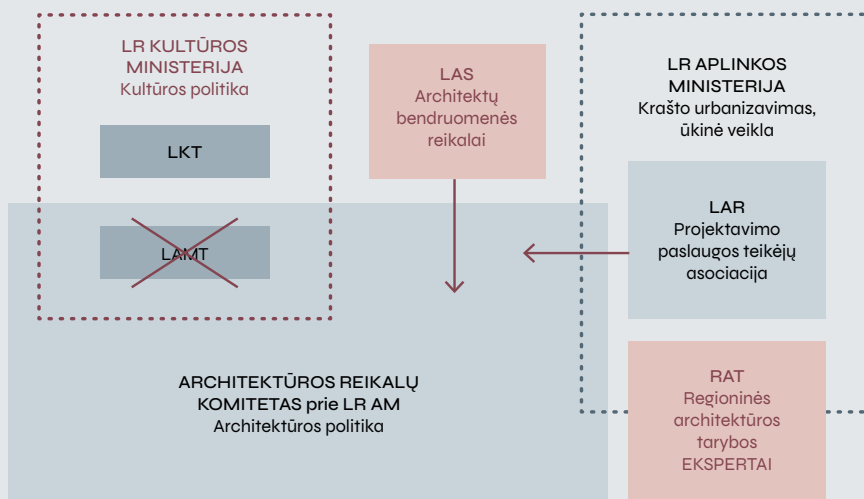 LR KULTŪROS
MINISTERIJA
Kultūros politika
LKT
LAMT
LAS
Architektų
bendruomenės
reikalai
LR APLINKOS
MINISTERIJA
Krašto urbanizavimas,
ūkinė veikla
LAR
Projektavimo
paslaugos teikėjų
asociacija
ARCHITEKTŪROS REIKALŲ
KOMITETAS prie LR AM
Architektūros politika
RAT
Regioninės
architektūros
tarybos
EKSPERTAI